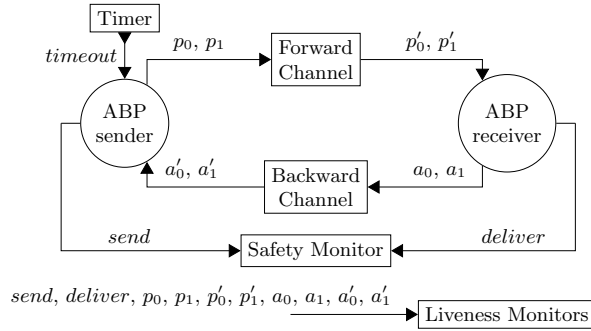 Timer
timeout
p₀, p₁
Forward
Channel
p′₀, p′₁
ABP
sender
ABP
receiver
a′₀, a′₁
Backward
Channel
a₀, a₁
send
Safety Monitor
deliver
send, deliver, p₀, p₁, p′₀, p′₁, a₀, a₁, a′₀, a′₁
Liveness Monitors